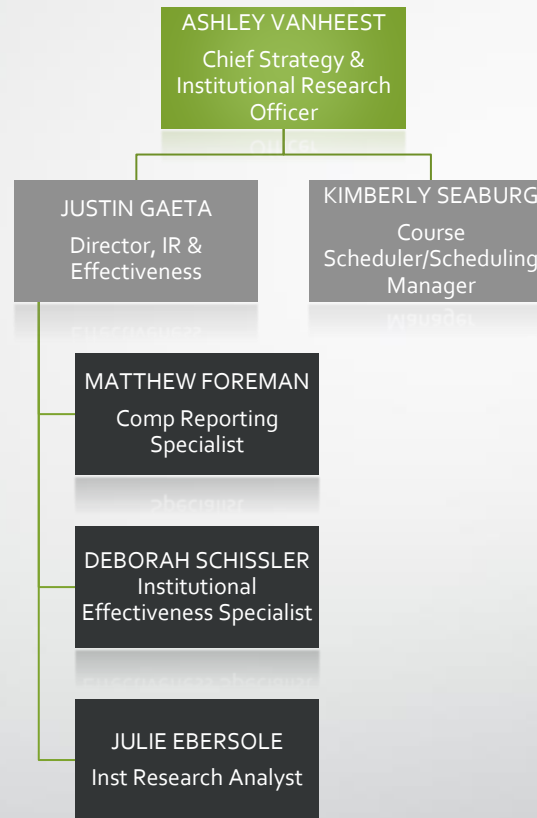 ASHLEY VANHEEST
Chief Strategy &
Institutional Research
Officer
JUSTIN GAETA
Director, IR &
Effectiveness
KIMBERLY SEABURG
Course
Scheduler/Scheduling
Manager
MATTHEW FOREMAN
Comp Reporting
Specialist
DEBORAH SCHISSLER
Institutional
Effectiveness Specialist
JULIE EBERSOLE
Inst Research Analyst